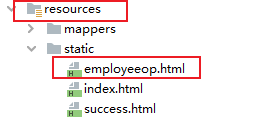 resources
mappers
static
employeeop.html
index.html
success.html